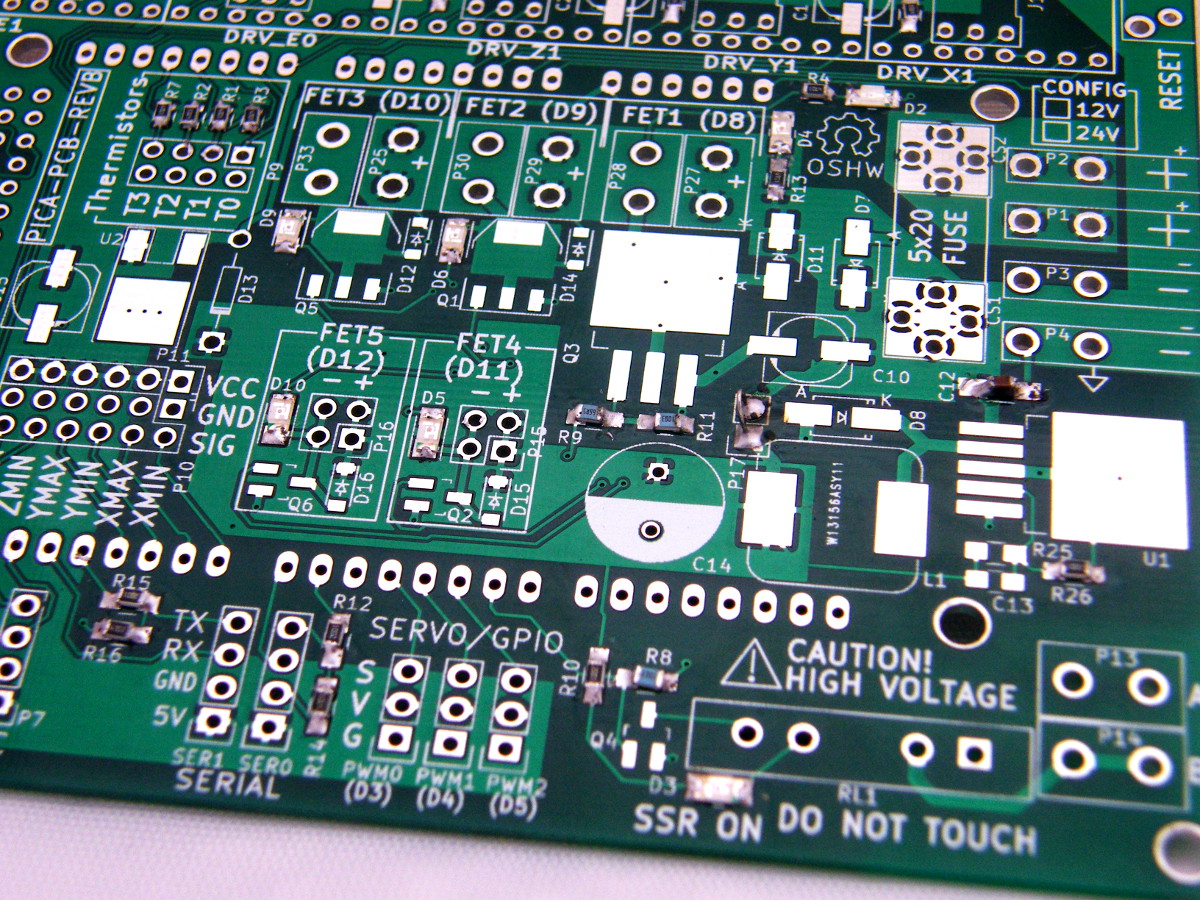 DRV_E0
DRV_Z1
DRV_Y1
DRV_X1
RESET
PICA-PCB-REVB
Thermistors
R7
R2
R1
R3
P9
T3
T2
T1
T0
U2
FET3 (D10)
P33
P25
+
FET2 (D9)
P30
P29
+
FET1 (D8)
P28
P27
+
R4
D2
D4
R13
OSHW
CONFIG
12V
24V
5x20
FUSE
CS2
CS1
P2
+
P1
+
P3
-
P4
-
D9
D13
Q5
D12
D6
Q1
D14
Q3
K
A
D11
D7
A
C10
C12
P11
VCC
GND
SIG
P10
ZMIN
YMAX
YMIN
XMAX
XMIN
FET5
(D12)
- +
D10
P16
Q6
D16
FET4
(D11)
- +
D5
P15
Q2
D15
R9
R11
P17
A
K
D8
C14
L1
U1
R25
R26
C13
R15
R16
TX
RX
GND
5V
SER1
SER0
SERIAL
R12
R14
SERVO/GPIO
S
V
G
PWM0
(D3)
PWM1
(D4)
PWM2
(D5)
R10
R8
Q4
D3
SSR ON
CAUTION!
HIGH VOLTAGE
RL1
DO NOT TOUCH
P13
P14
P7